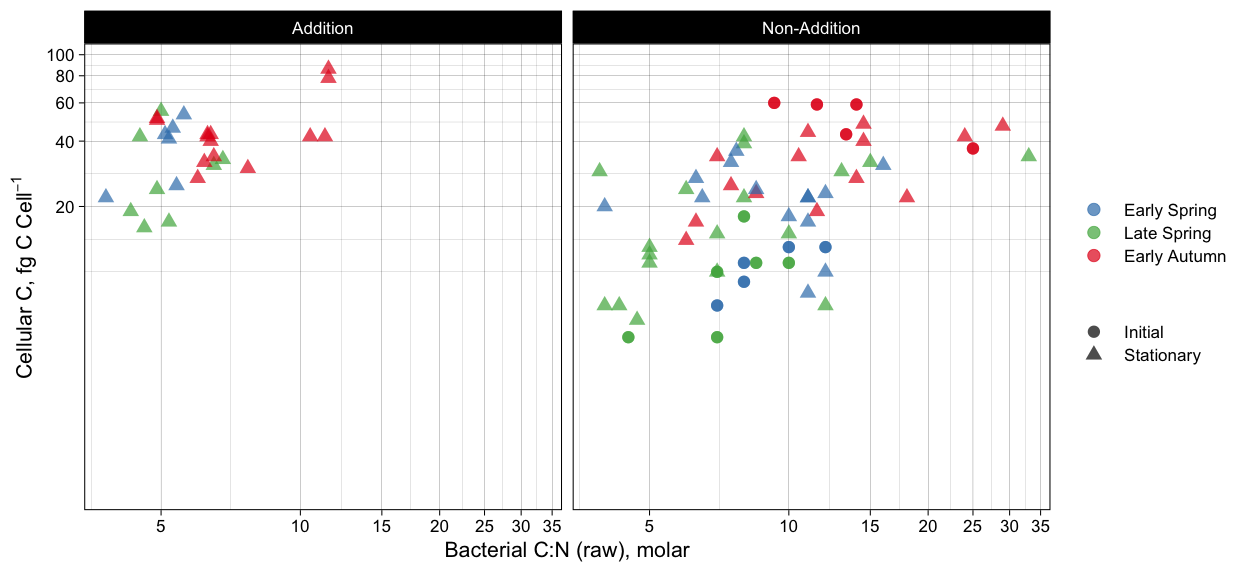 Addition
Non-Addition
100
80
60
40
20
Cellular C, fg C Cell⁻¹
5 10 15 20 25 30 35
5 10 15 20 25 30 35
Bacterial C:N (raw), molar
Early Spring
Late Spring
Early Autumn
Initial
Stationary